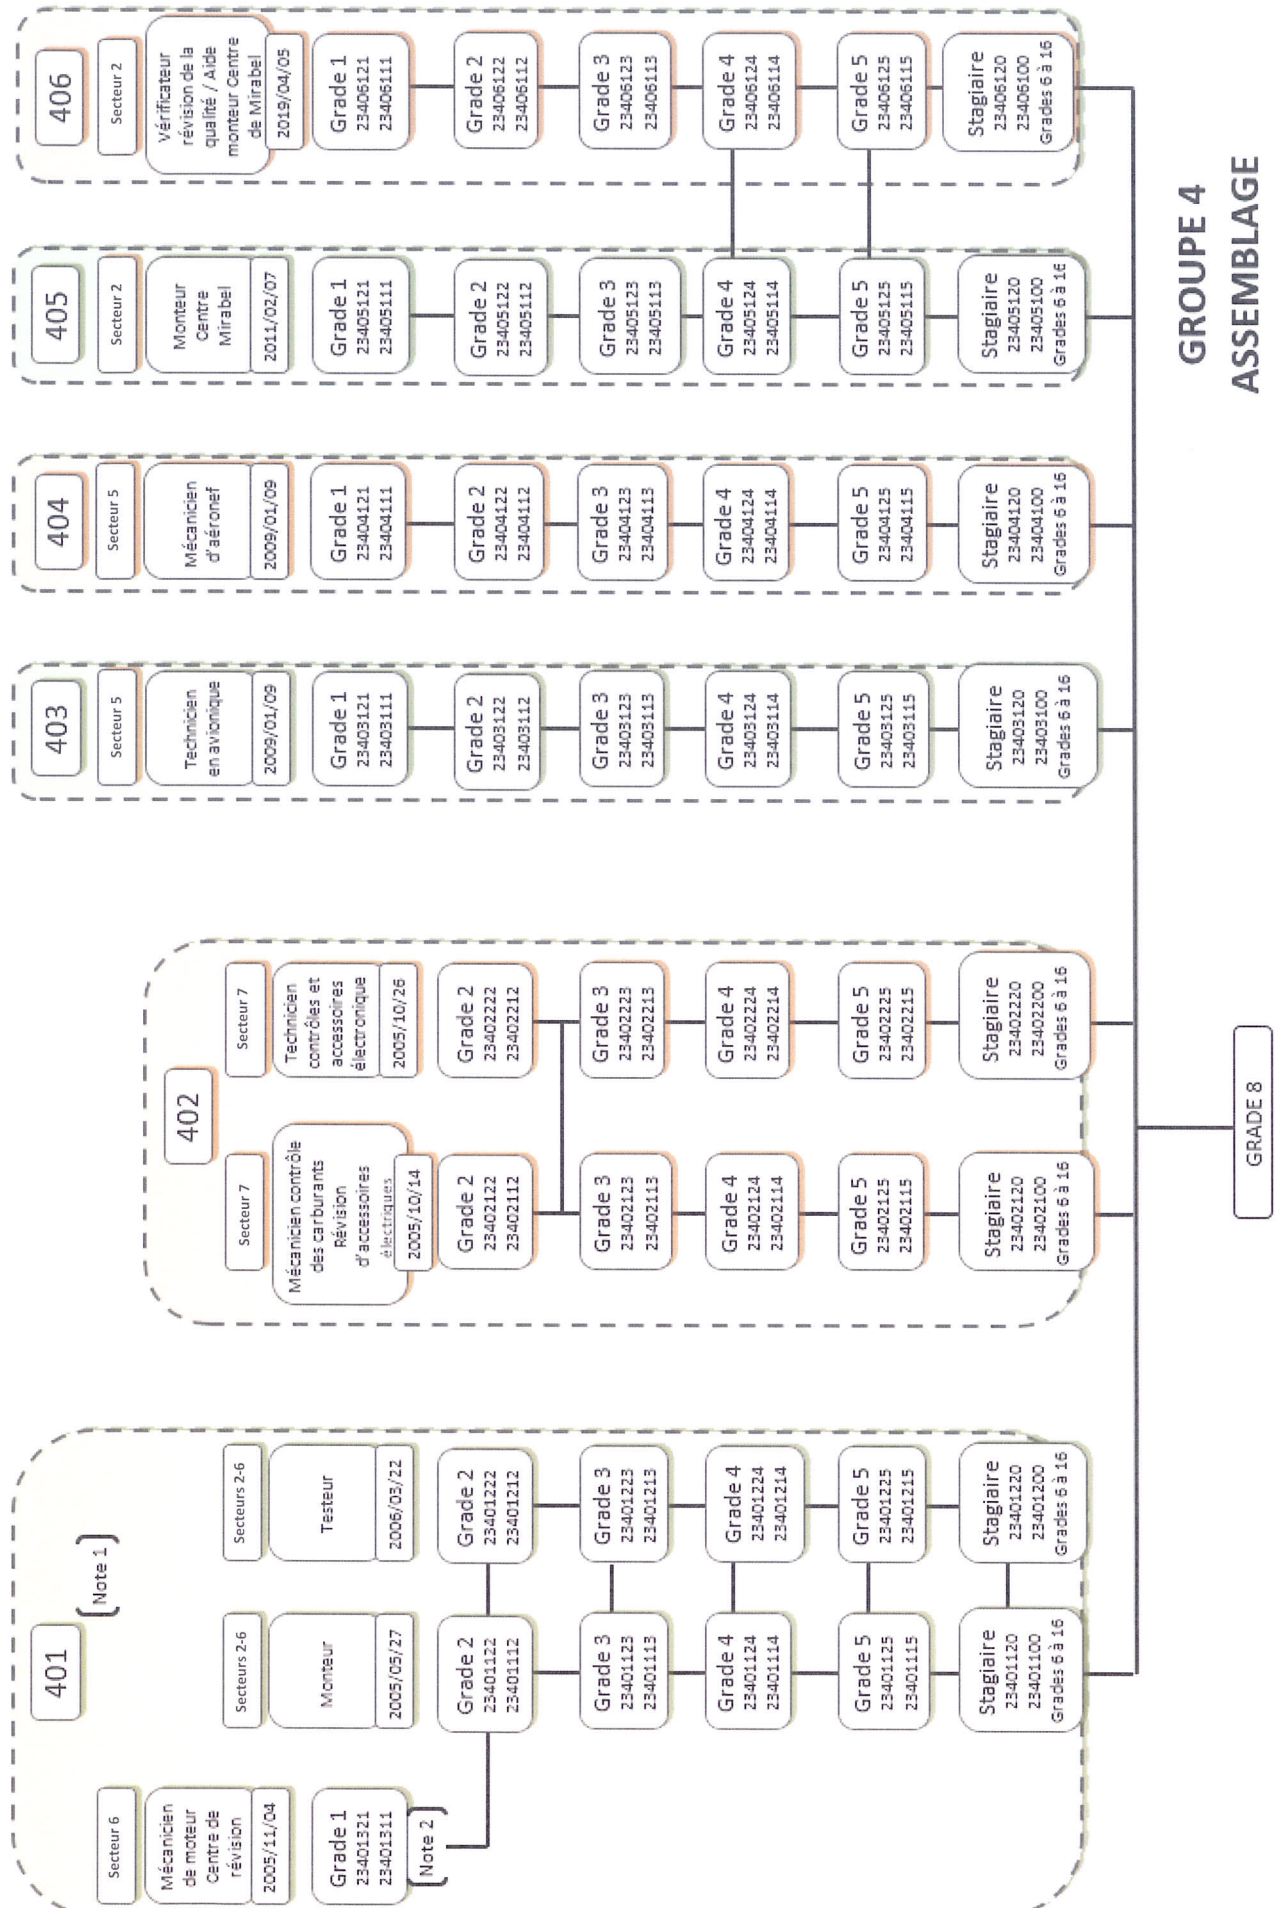 401
[Note 1]
Secteur 6
Mécanicien
de moteur
Centre de
révision
2005/11/04
Grade 1
23401321
23401311
[Note 2]
Secteurs 2-6
Monteur
2005/05/27
Grade 2
23401122
23401112
Grade 3
23401123
23401113
Grade 4
23401124
23401114
Grade 5
23401125
23401115
Stagiaire
23401120
23401100
Grades 6 à 16
Secteurs 2-6
Testeur
2006/03/22
Grade 2
23401222
23401212
Grade 3
23401223
23401213
Grade 4
23401224
23401214
Grade 5
23401225
23401215
Stagiaire
23401220
23401200
Grades 6 à 16
402
Secteur 7
Mécanicien contrôle
des carburants
Révision
d'accessoires
électriques
2005/10/14
Grade 2
23402122
23402112
Grade 3
23402123
23402113
Grade 4
23402124
23402114
Grade 5
23402125
23402115
Stagiaire
23402120
23402100
Grades 6 à 16
Secteur 7
Technicien
contrôles et
accessoires
électronique
2005/10/26
Grade 2
23402222
23402212
Grade 3
23402223
23402213
Grade 4
23402224
23402214
Grade 5
23402225
23402215
Stagiaire
23402220
23402200
Grades 6 à 16
403
Secteur 5
Technicien
en avionique
2009/01/09
Grade 1
23403121
23403111
Grade 2
23403122
23403112
Grade 3
23403123
23403113
Grade 4
23403124
23403114
Grade 5
23403125
23403115
Stagiaire
23403120
23403100
Grades 6 à 16
404
Secteur 5
Mécanicien
d'aéronef
2009/01/09
Grade 1
23404121
23404111
Grade 2
23404122
23404112
Grade 3
23404123
23404113
Grade 4
23404124
23404114
Grade 5
23404125
23404115
Stagiaire
23404120
23404100
Grades 6 à 16
405
Secteur 2
Monteur
Centre
Mirabel
2011/02/07
Grade 1
23405121
23405111
Grade 2
23405122
23405112
Grade 3
23405123
23405113
Grade 4
23405124
23405114
Grade 5
23405125
23405115
Stagiaire
23405120
23405100
Grades 6 à 16
406
Secteur 2
Vérificateur
révision de la
qualité / Aide
monteur Centre
de Mirabel
2019/04/05
Grade 1
23406121
23406111
Grade 2
23406122
23406112
Grade 3
23406123
23406113
Grade 4
23406124
23406114
Grade 5
23406125
23406115
Stagiaire
23406120
23406100
Grades 6 à 16
GRADE 8
GROUPE 4
ASSEMBLAGE